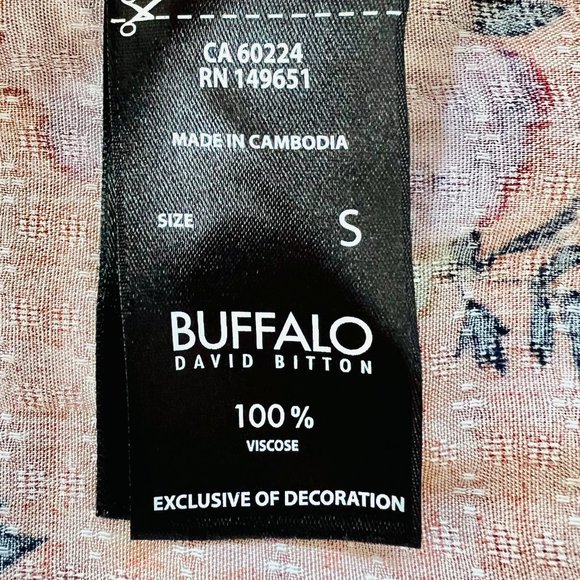 CA 60224
RN 149651
MADE IN CAMBODIA
SIZE S
BUFFALO
DAVID BITTON
100%
VISCOSE
EXCLUSIVE OF DECORATION